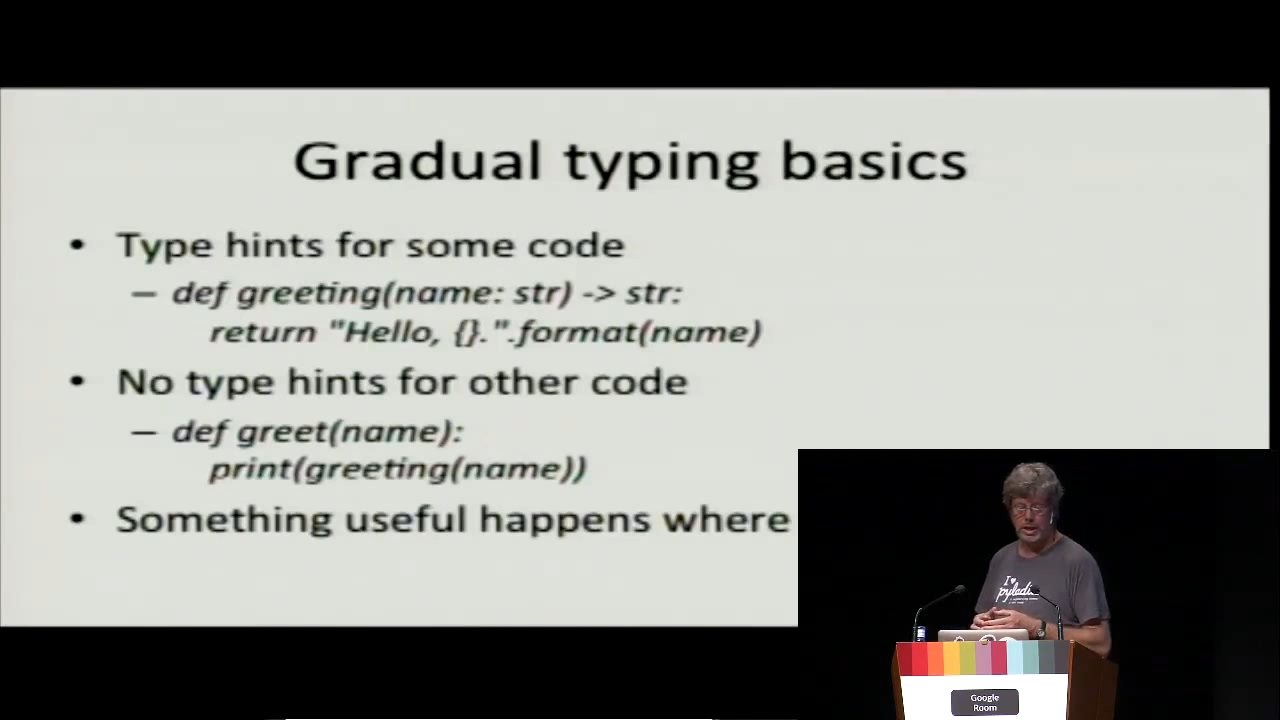 Gradual typing basics
• Type hints for some code
– def greeting(name: str) -> str:
return "Hello, {}.".format(name)
• No type hints for other code
– def greet(name):
print(greeting(name))
• Something useful happens where
I ♥
Google
Room